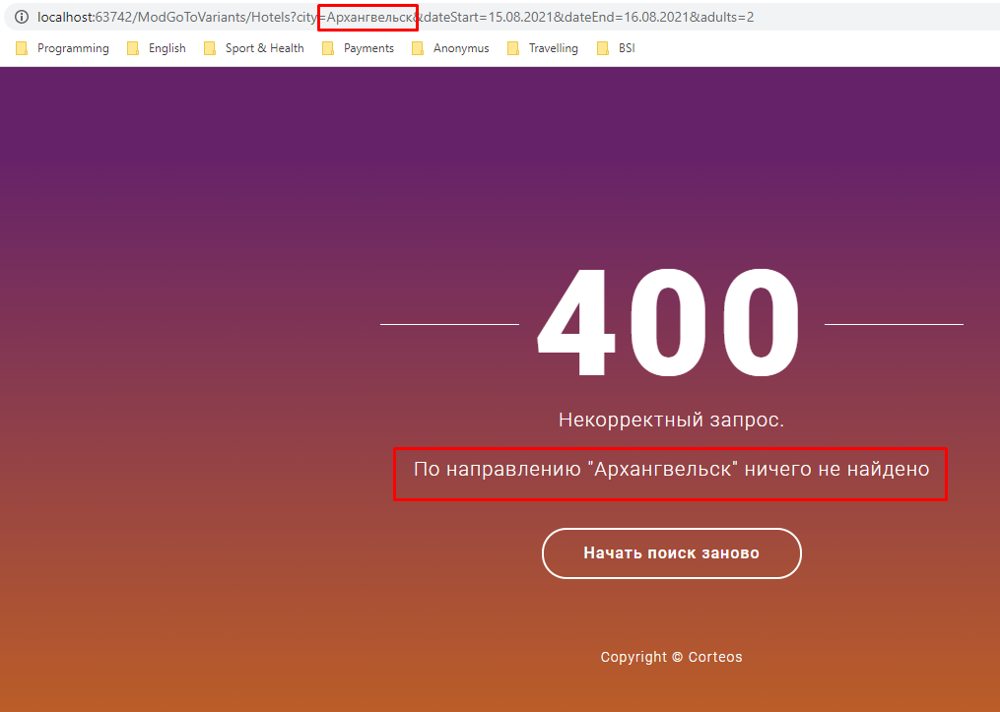 localhost:63742/ModGoToVariants/Hotels?city=Архангвельск&dateStart=15.08.2021&dateEnd=16.08.2021&adults=2
Programming English Sport & Health Payments Anonymus Travelling BSI
400
Некорректный запрос.
По направлению "Архангвельск" ничего не найдено
Начать поиск заново
Copyright © Corteos